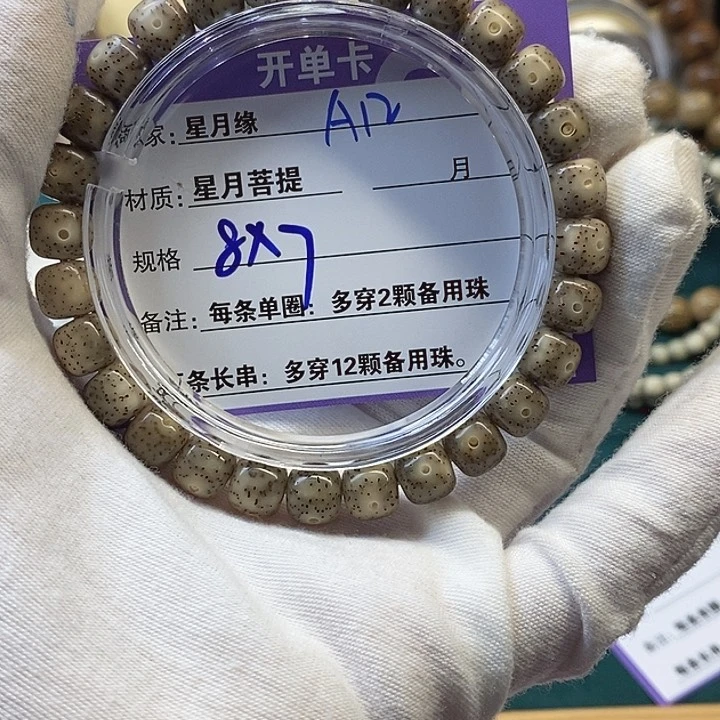 开单卡
家：星月缘 A12
材质：星月菩提 月
规格 8X7
备注：每条单圈：多穿2颗备用珠
条长串：多穿12颗备用珠。